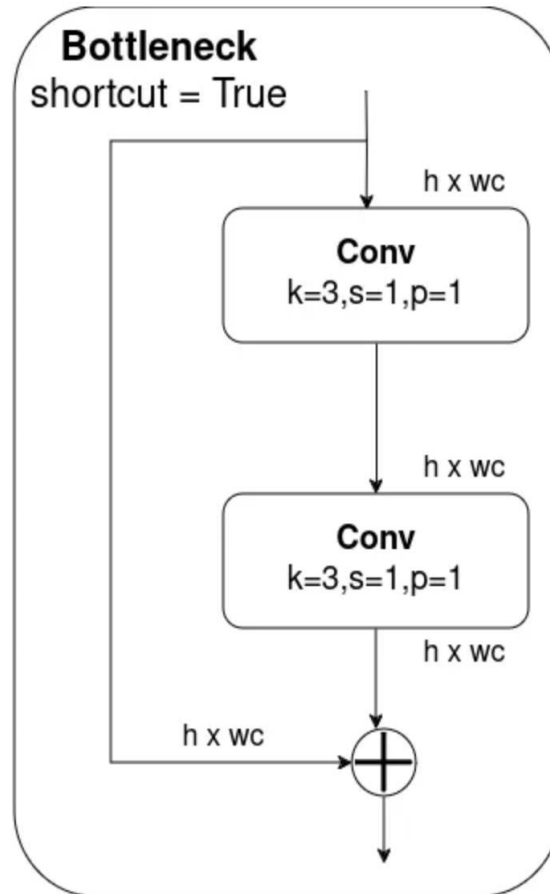 Bottleneck
shortcut = True
h x wc
Conv
k=3,s=1,p=1
h x wc
Conv
k=3,s=1,p=1
h x wc
h x wc